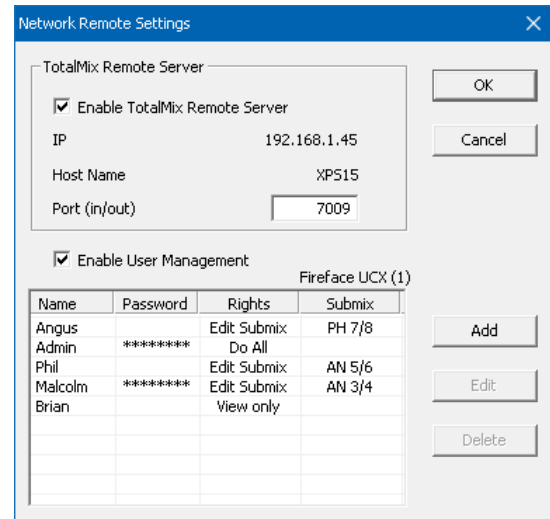 Network Remote Settings
TotalMix Remote Server
OK
Enable TotalMix Remote Server
IP 192.168.1.45
Cancel
Host Name XPS15
Port (in/out) 7009
Enable User Management
Fireface UCX (1)
Name Password Rights Submix
Angus Edit Submix PH 7/8
Add
Admin ******** Do All
Phil Edit Submix AN 5/6
Malcolm ******** Edit Submix AN 3/4
Edit
Brian View only
Delete